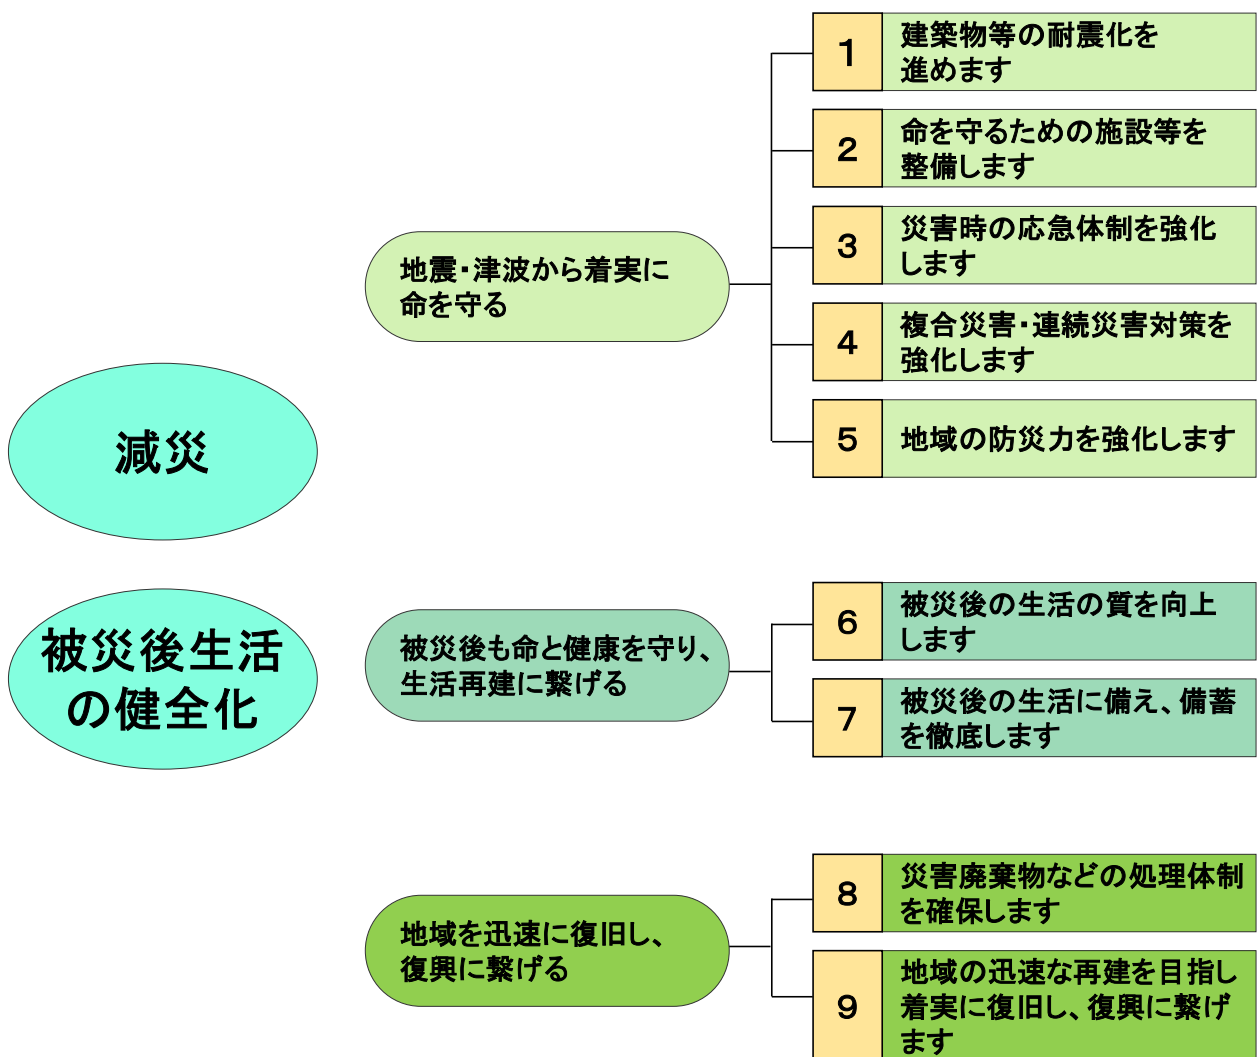 減災
被災後生活
の健全化
地震・津波から着実に
命を守る
1
建築物等の耐震化を
進めます
2
命を守るための施設等を
整備します
3
災害時の応急体制を強化
します
4
複合災害・連続災害対策を
強化します
5
地域の防災力を強化します
被災後も命と健康を守り、
生活再建に繋げる
6
被災後の生活の質を向上
します
7
被災後の生活に備え、備蓄
を徹底します
地域を迅速に復旧し、
復興に繋げる
8
災害廃棄物などの処理体制
を確保します
9
地域の迅速な再建を目指し
着実に復旧し、復興に繋げ
ます